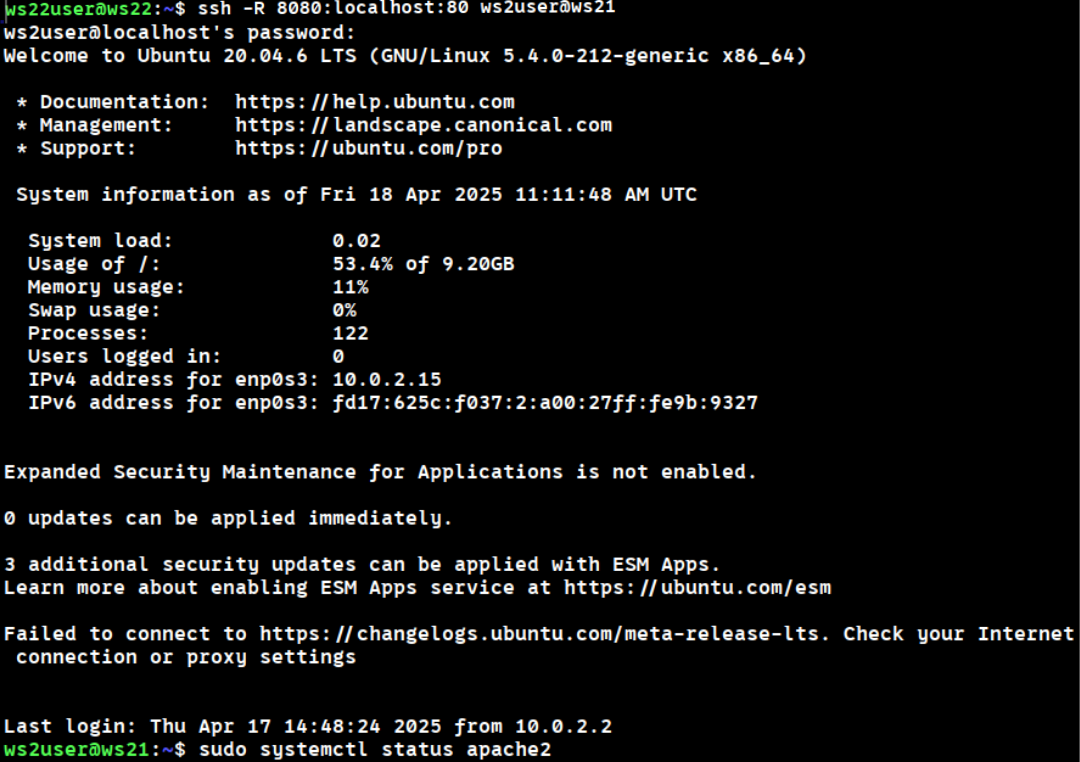 ws22user@ws22:~$ ssh -R 8080:localhost:80 ws2user@ws21
ws2user@localhost's password:
Welcome to Ubuntu 20.04.6 LTS (GNU/Linux 5.4.0-212-generic x86_64)
* Documentation: https://help.ubuntu.com
* Management: https://landscape.canonical.com
* Support: https://ubuntu.com/pro
System information as of Fri 18 Apr 2025 11:11:48 AM UTC
System load: 0.02
Usage of /: 53.4% of 9.20GB
Memory usage: 11%
Swap usage: 0%
Processes: 122
Users logged in: 0
IPv4 address for enp0s3: 10.0.2.15
IPv6 address for enp0s3: fd17:625c:f037:2:a00:27ff:fe9b:9327
Expanded Security Maintenance for Applications is not enabled.
0 updates can be applied immediately.
3 additional security updates can be applied with ESM Apps.
Learn more about enabling ESM Apps service at https://ubuntu.com/esm
Failed to connect to https://changelogs.ubuntu.com/meta-release-lts. Check your Internet
connection or proxy settings
Last login: Thu Apr 17 14:48:24 2025 from 10.0.2.2
ws2user@ws21:~$ sudo systemctl status apache2